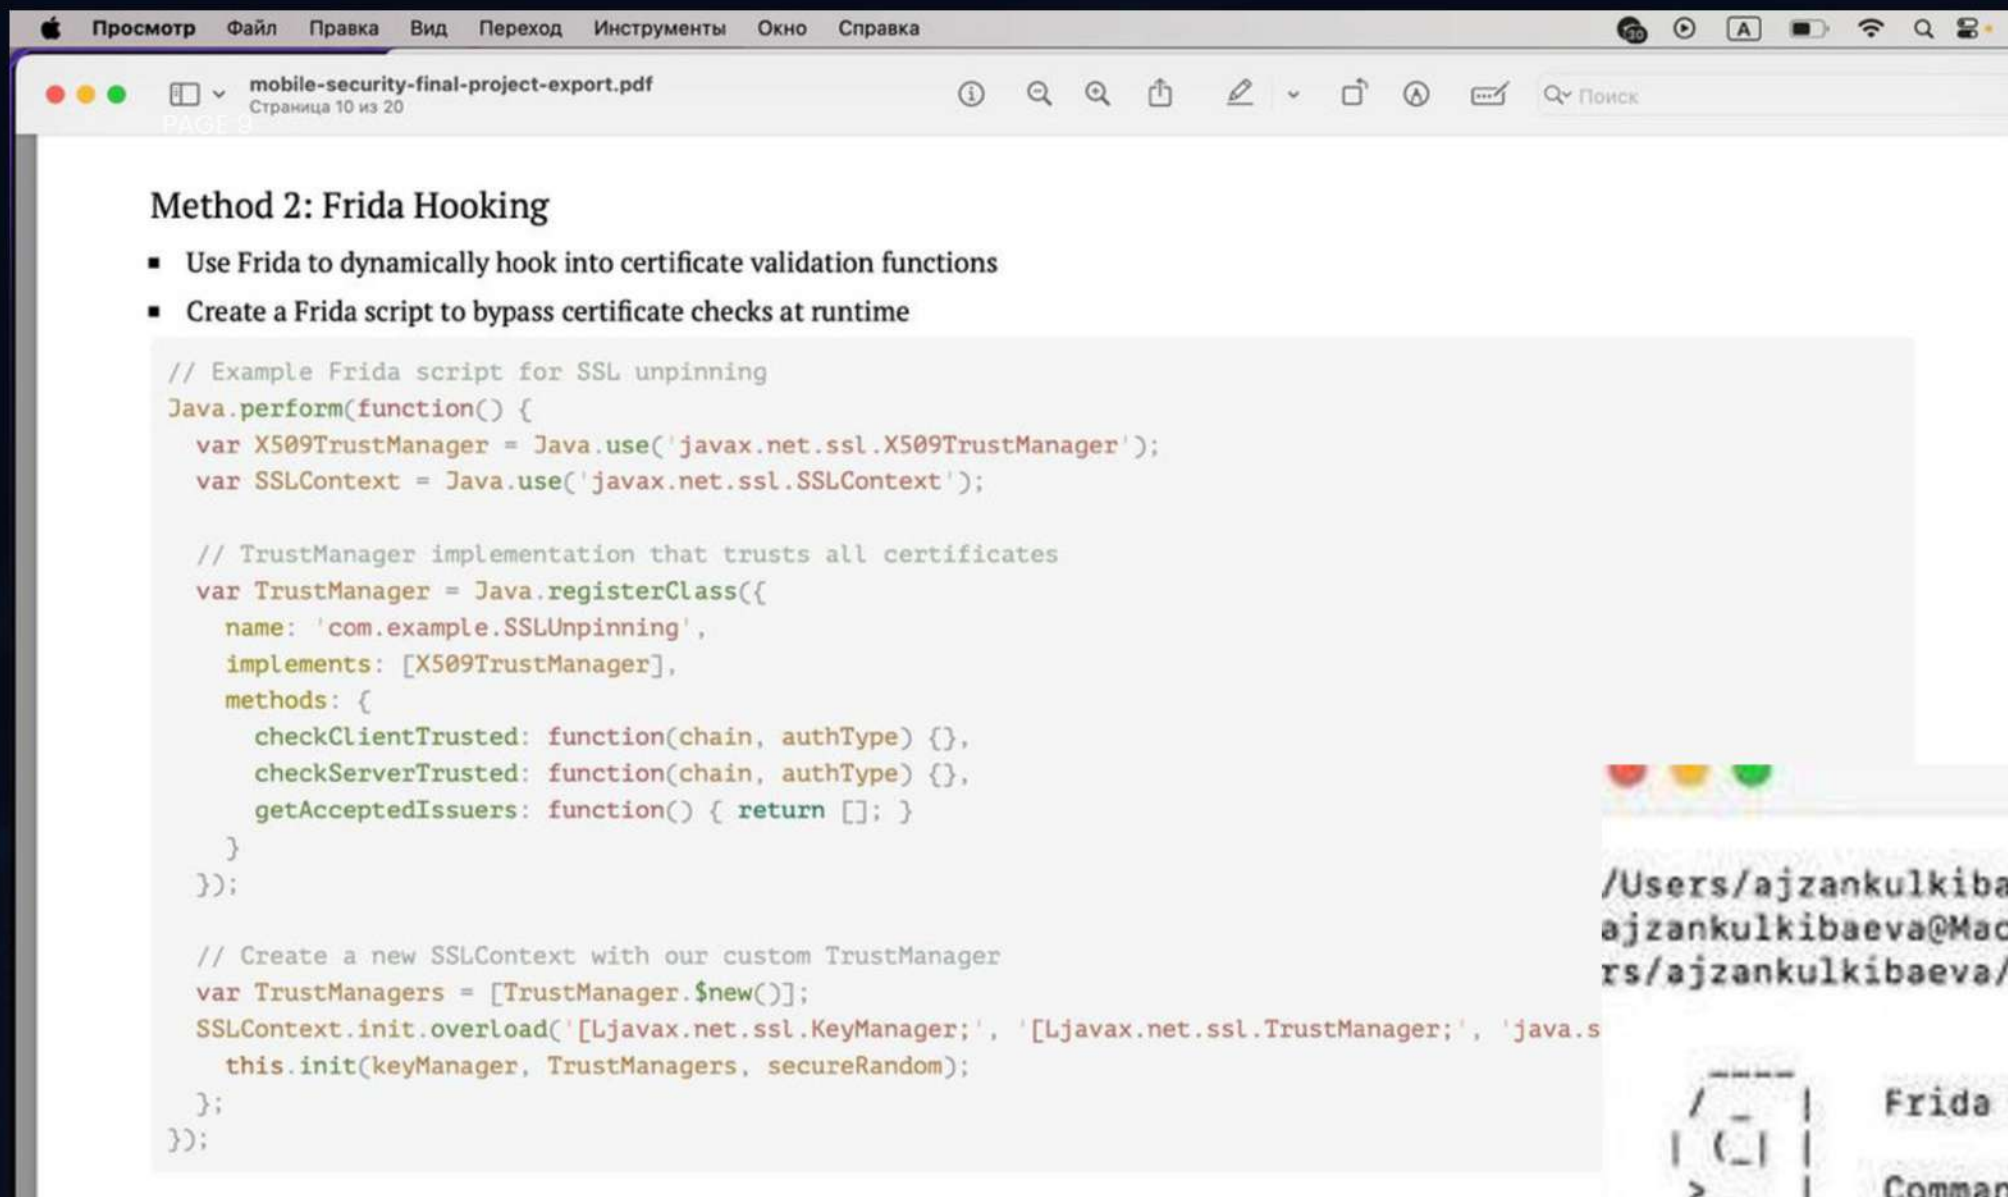 Просмотр Файл Правка Вид Переход Инструменты Окно Справка A
mobile-security-final-project-export.pdf
Страница 10 из 20
Поиск
PAGE 9
Method 2: Frida Hooking
▪ Use Frida to dynamically hook into certificate validation functions
▪ Create a Frida script to bypass certificate checks at runtime
// Example Frida script for SSL unpinning
Java.perform(function() {
var X509TrustManager = Java.use('javax.net.ssl.X509TrustManager');
var SSLContext = Java.use('javax.net.ssl.SSLContext');
// TrustManager implementation that trusts all certificates
var TrustManager = Java.registerClass({
name: 'com.example.SSLUnpinning',
implements: [X509TrustManager],
methods: {
checkClientTrusted: function(chain, authType) {},
checkServerTrusted: function(chain, authType) {},
getAcceptedIssuers: function() { return []; }
}
});
// Create a new SSLContext with our custom TrustManager
var TrustManagers = [TrustManager.$new()];
SSLContext.init.overload('[Ljavax.net.ssl.KeyManager;', '[Ljavax.net.ssl.TrustManager;', 'java.s
this.init(keyManager, TrustManagers, secureRandom);
};
});
/Users/ajzankulkiba
ajzankulkibaeva@Mac
rs/ajzankulkibaeva/
Frida
Comman